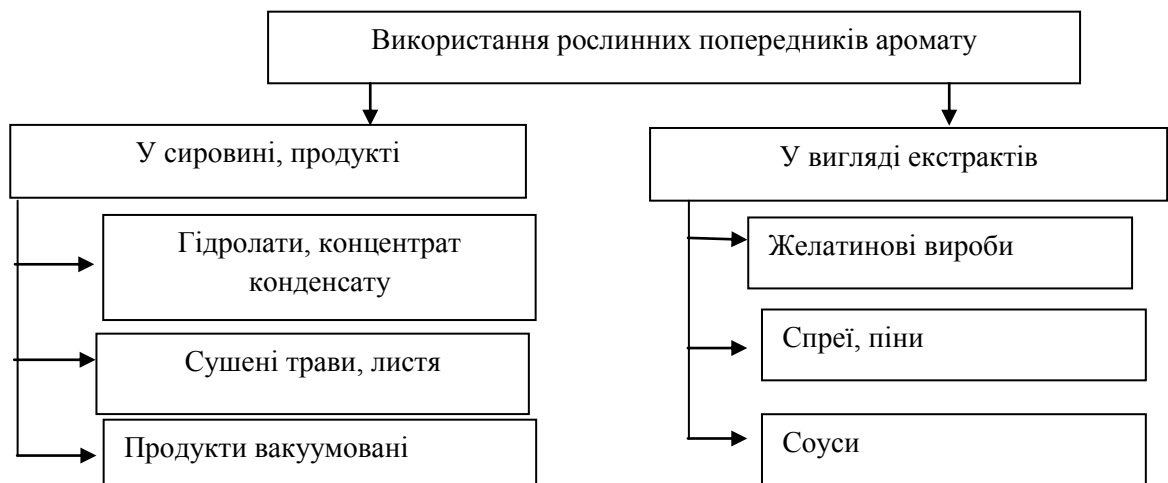 Використання рослинних попередників аромату
У сировині, продукті
Гідролати, концентрат
конденсату
Сушені трави, листя
Продукти вакуумовані
У вигляді екстрактів
Желатинові вироби
Спреї, піни
Соуси